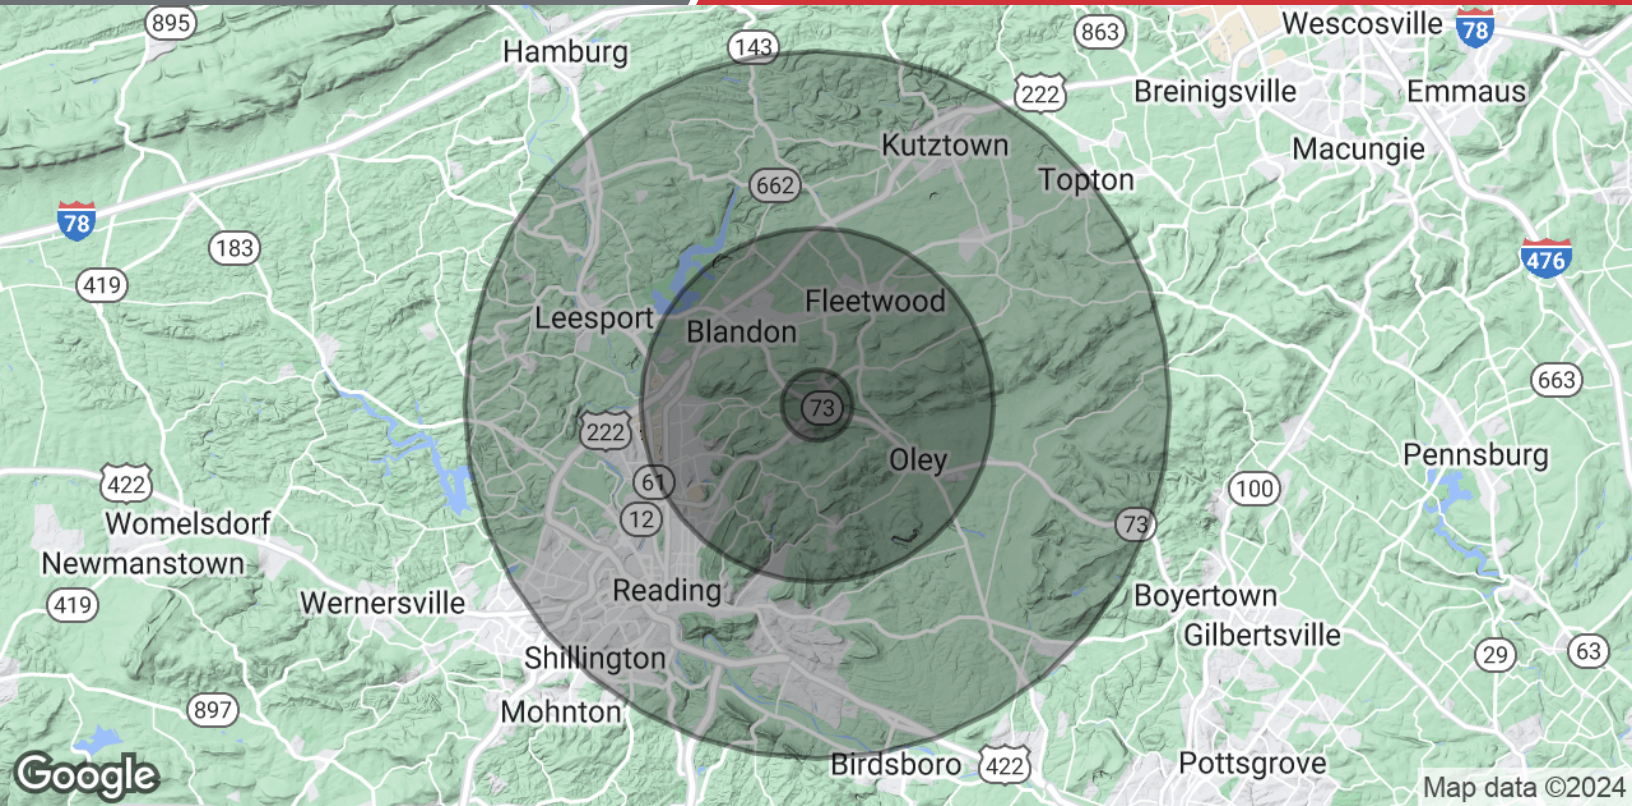 895
Hamburg
143
863
Wescosville
78
222
Breinigsville
Emmaus
Kutztown
Macungie
662
Topton
78
183
476
419
Fleetwood
Leesport
Blandon
663
73
222
Oley
Pennsburg
422
61
100
12
73
Womelsdorf
Newmanstown
Reading
Wernersville
419
Boyertown
Gilbertsville
29
63
Shillington
897
Mohnton
Birdsboro
422
Pottsgrove
Google
Map data ©2024